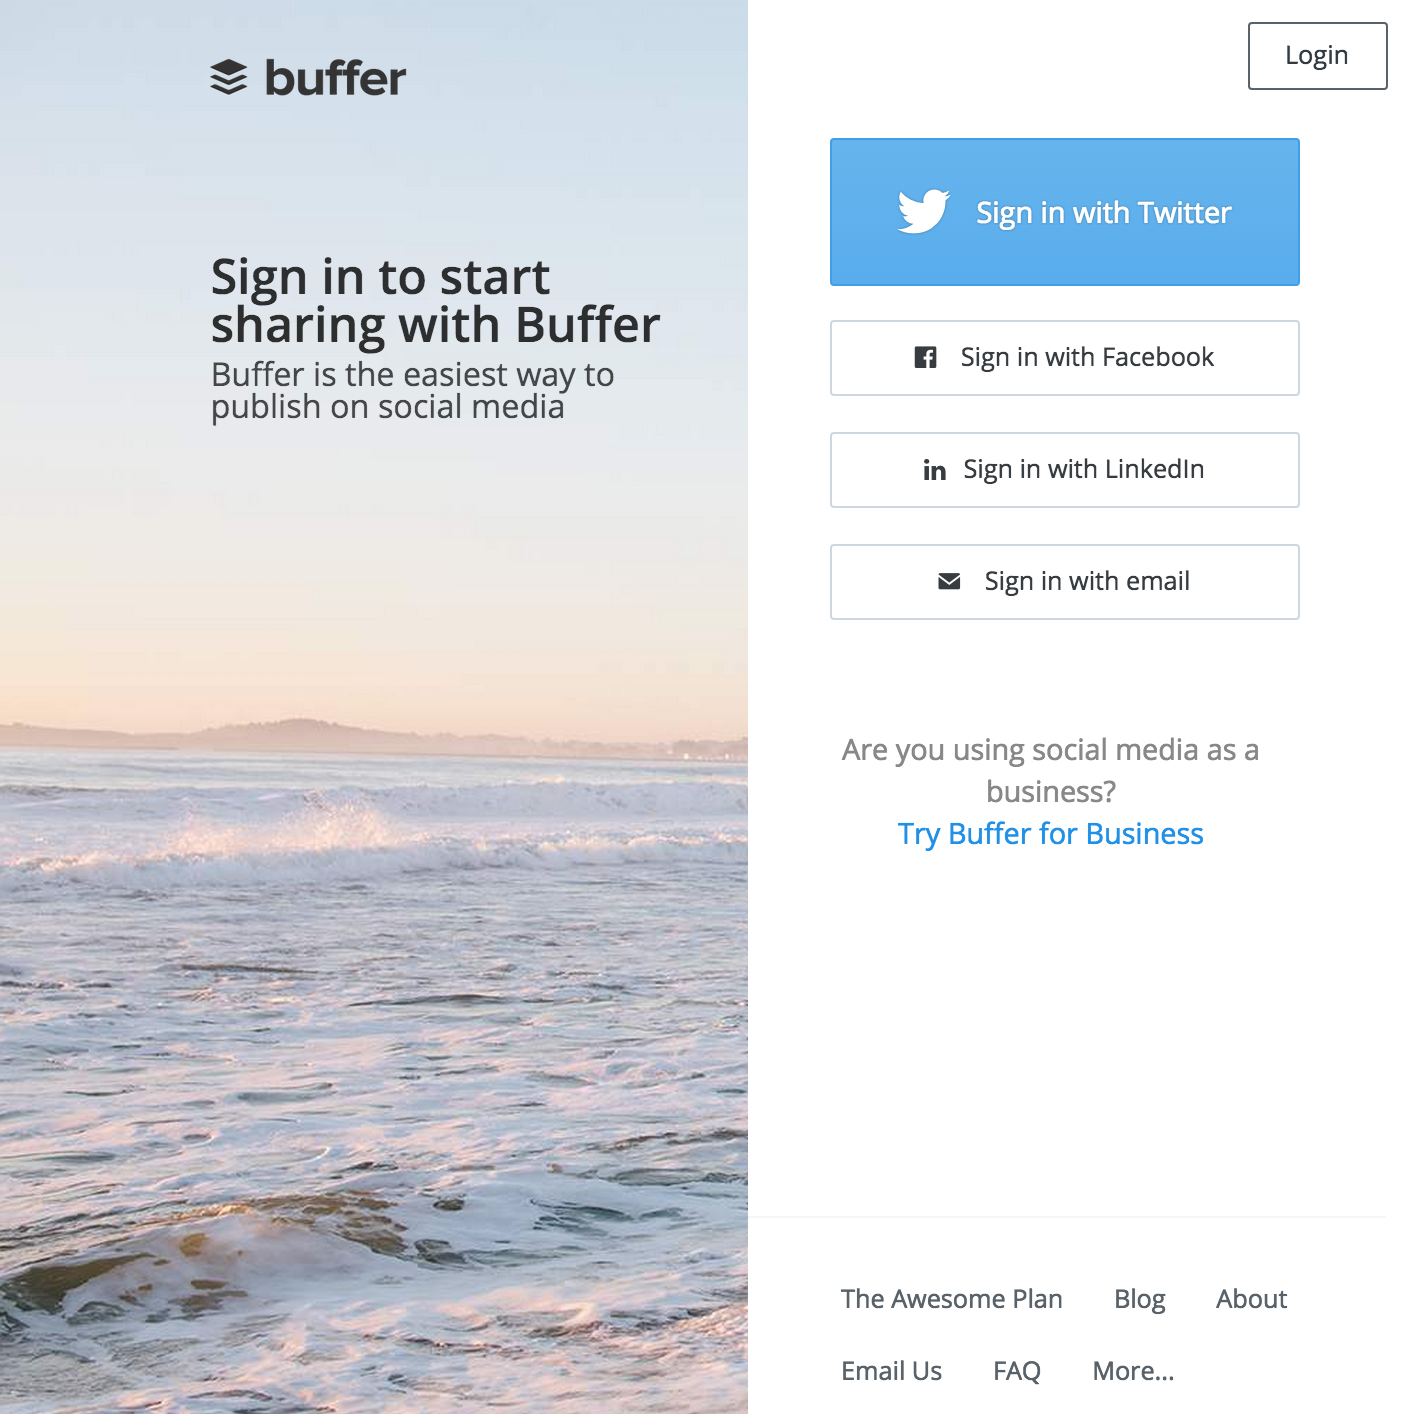 buffer
Sign in to start
sharing with Buffer
Buffer is the easiest way to
publish on social media
Login
Sign in with Twitter
Sign in with Facebook
in Sign in with LinkedIn
Sign in with email
Are you using social media as a
business?
Try Buffer for Business
The Awesome Plan Blog About
Email Us FAQ More...